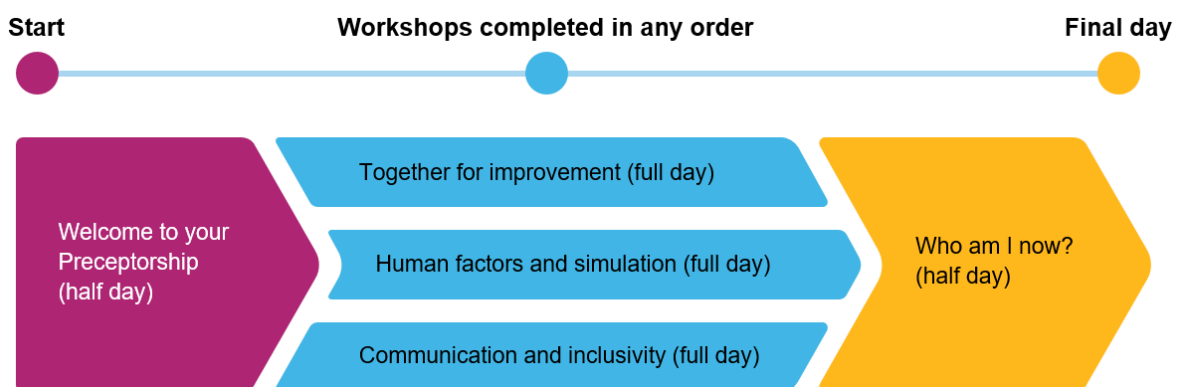 Start
Workshops completed in any order
Final day
Welcome to your
Preceptorship
(half day)
Together for improvement (full day)
Human factors and simulation (full day)
Communication and inclusivity (full day)
Who am I now?
(half day)